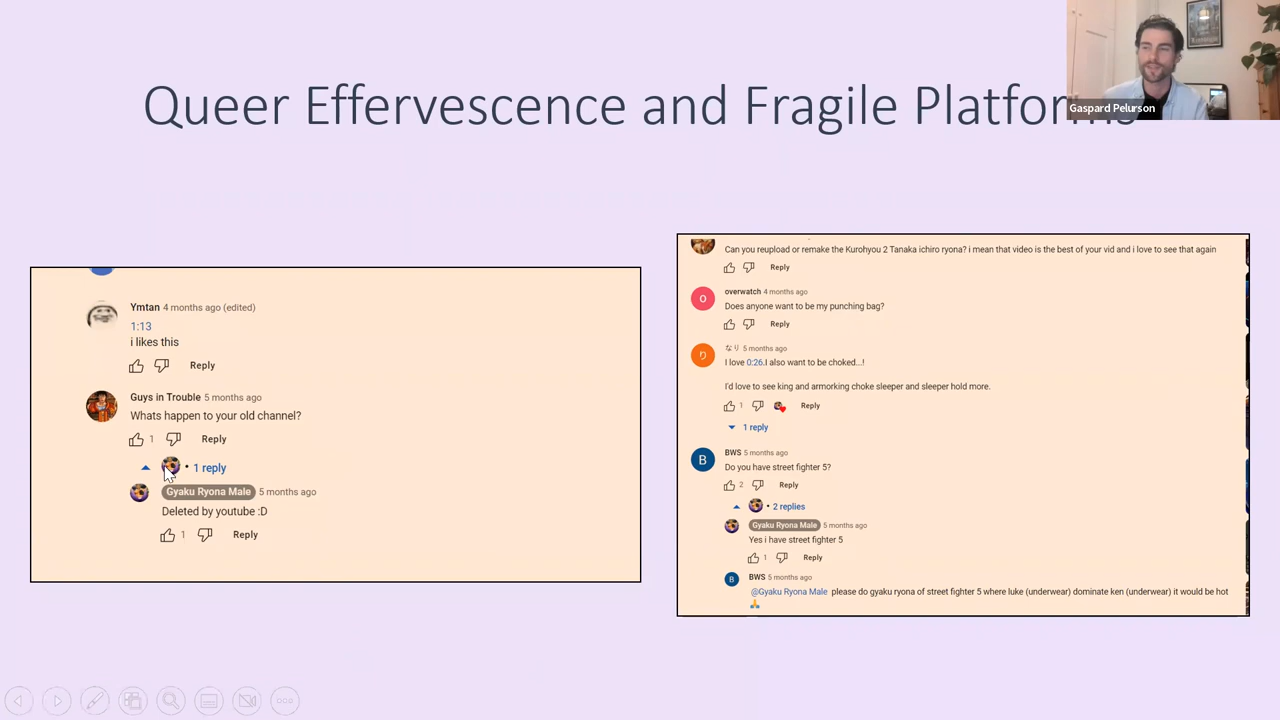 Queer Effervescence and Fragile Platforms
Gaspard Pelurson
Ymtan 4 months ago (edited)
1:13
i likes this
Reply
Guys in Trouble 5 months ago
Whats happen to your old channel?
1 Reply
• 1 reply
Gyaku Ryona Male 5 months ago
Deleted by youtube :D
1 Reply
Can you reupload or remake the Kurohyou 2 Tanaka ichiro ryona? i mean that video is the best of your vid and i love to see that again
Reply
O overwatch 4 months ago
Does anyone want to be my punching bag?
Reply
り なり 5 months ago
I love 0:26.I also want to be choked...!
I'd love to see king and armorking choke sleeper and sleeper hold more.
1 Reply
1 reply
B BWS 5 months ago
Do you have street fighter 5?
2 Reply
• 2 replies
Gyaku Ryona Male 5 months ago
Yes i have street fighter 5
1 Reply
B BWS 5 months ago
@Gyaku Ryona Male please do gyaku ryona of street fighter 5 where luke (underwear) dominate ken (underwear) it would be hot
🙏